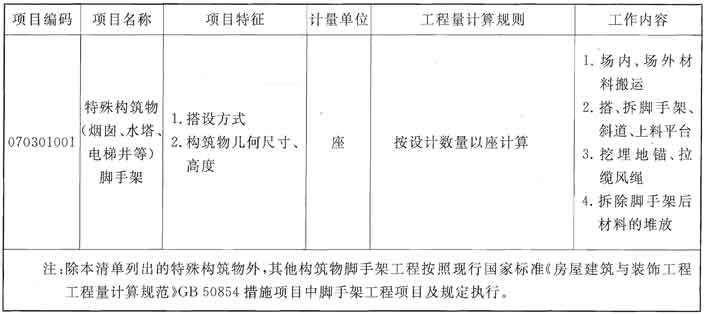 项目编码 项目名称 项目特征 计量单位 工程量计算规则 工作内容
070301001
特殊构筑物
(烟囱、水塔、
电梯井等)
脚手架
1. 搭设方式
2. 构筑物几何尺寸、
高度
座
按设计数量以座计算
1. 场内、场外材
料搬运
2. 搭、拆脚手架、
斜道、上料平台
3. 挖埋地锚、拉
缆风绳
4. 拆除脚手架后
材料的堆放
注:除本清单列出的特殊构筑物外,其他构筑物脚手架工程按照现行国家标准《房屋建筑与装饰工程
工程量计算规范》GB 50854 措施项目中脚手架工程项目及规定执行。